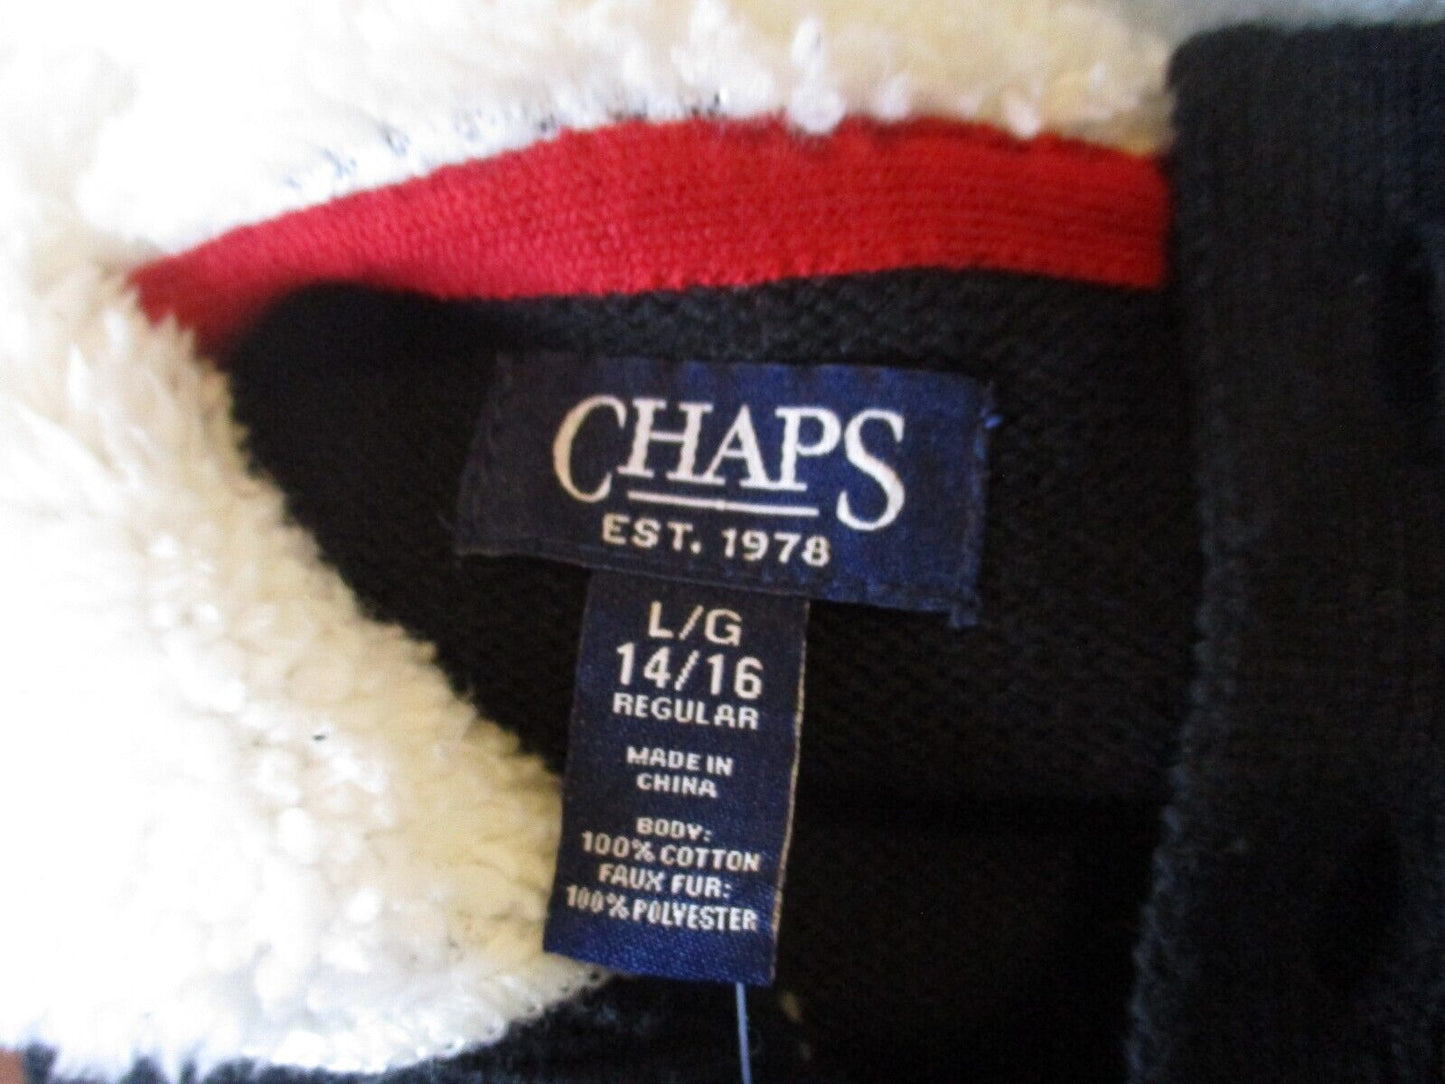 CHAPS
EST. 1978
L/G
14/16
REGULAR
MADE IN
CHINA
BODY:
100% COTTON
FAUX FUR:
100% POLYESTER